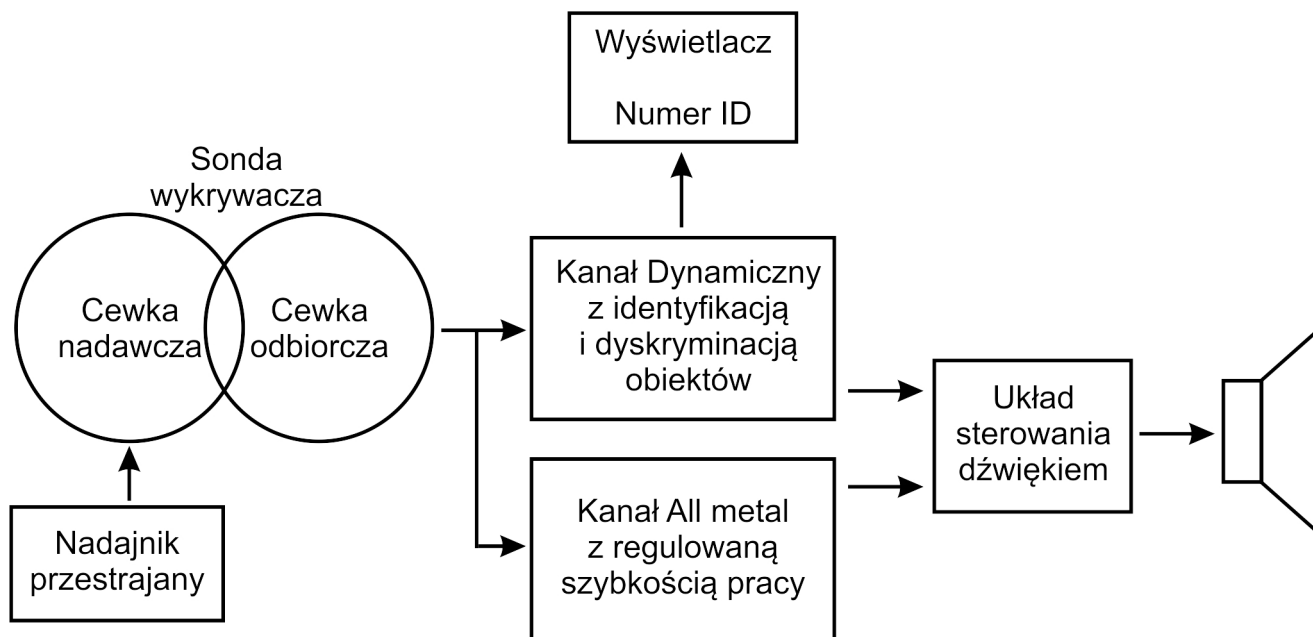 Wyświetlacz
Numer ID
Sonda
wykrywacza
Cewka
nadawcza
Cewka
odbiorcza
Kanał Dynamiczny
z identyfikacją
i dyskryminacją
obiektów
Układ
sterowania
dźwiękiem
Kanał All metal
z regulowaną
szybkością pracy
Nadajnik
przestrajany